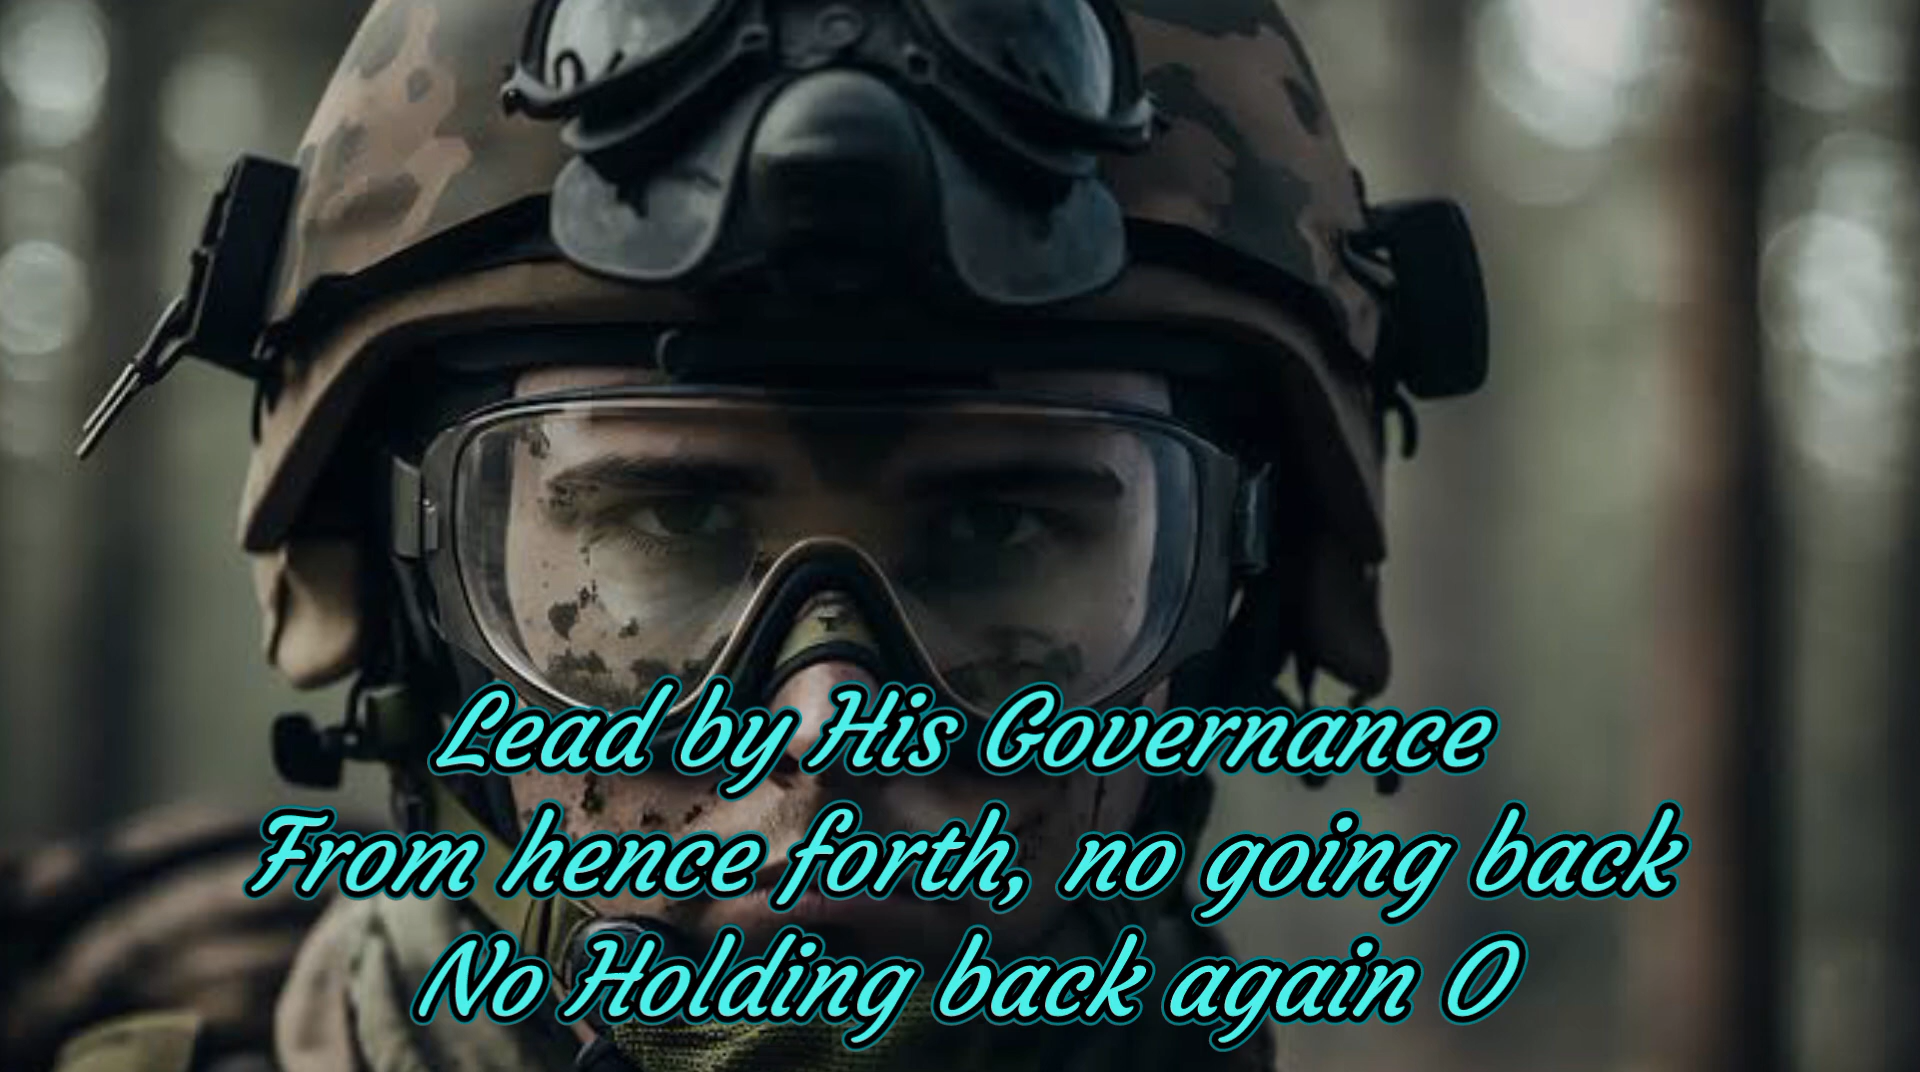 Lead by His Governance
From hence forth, no going back
No Holding back again O